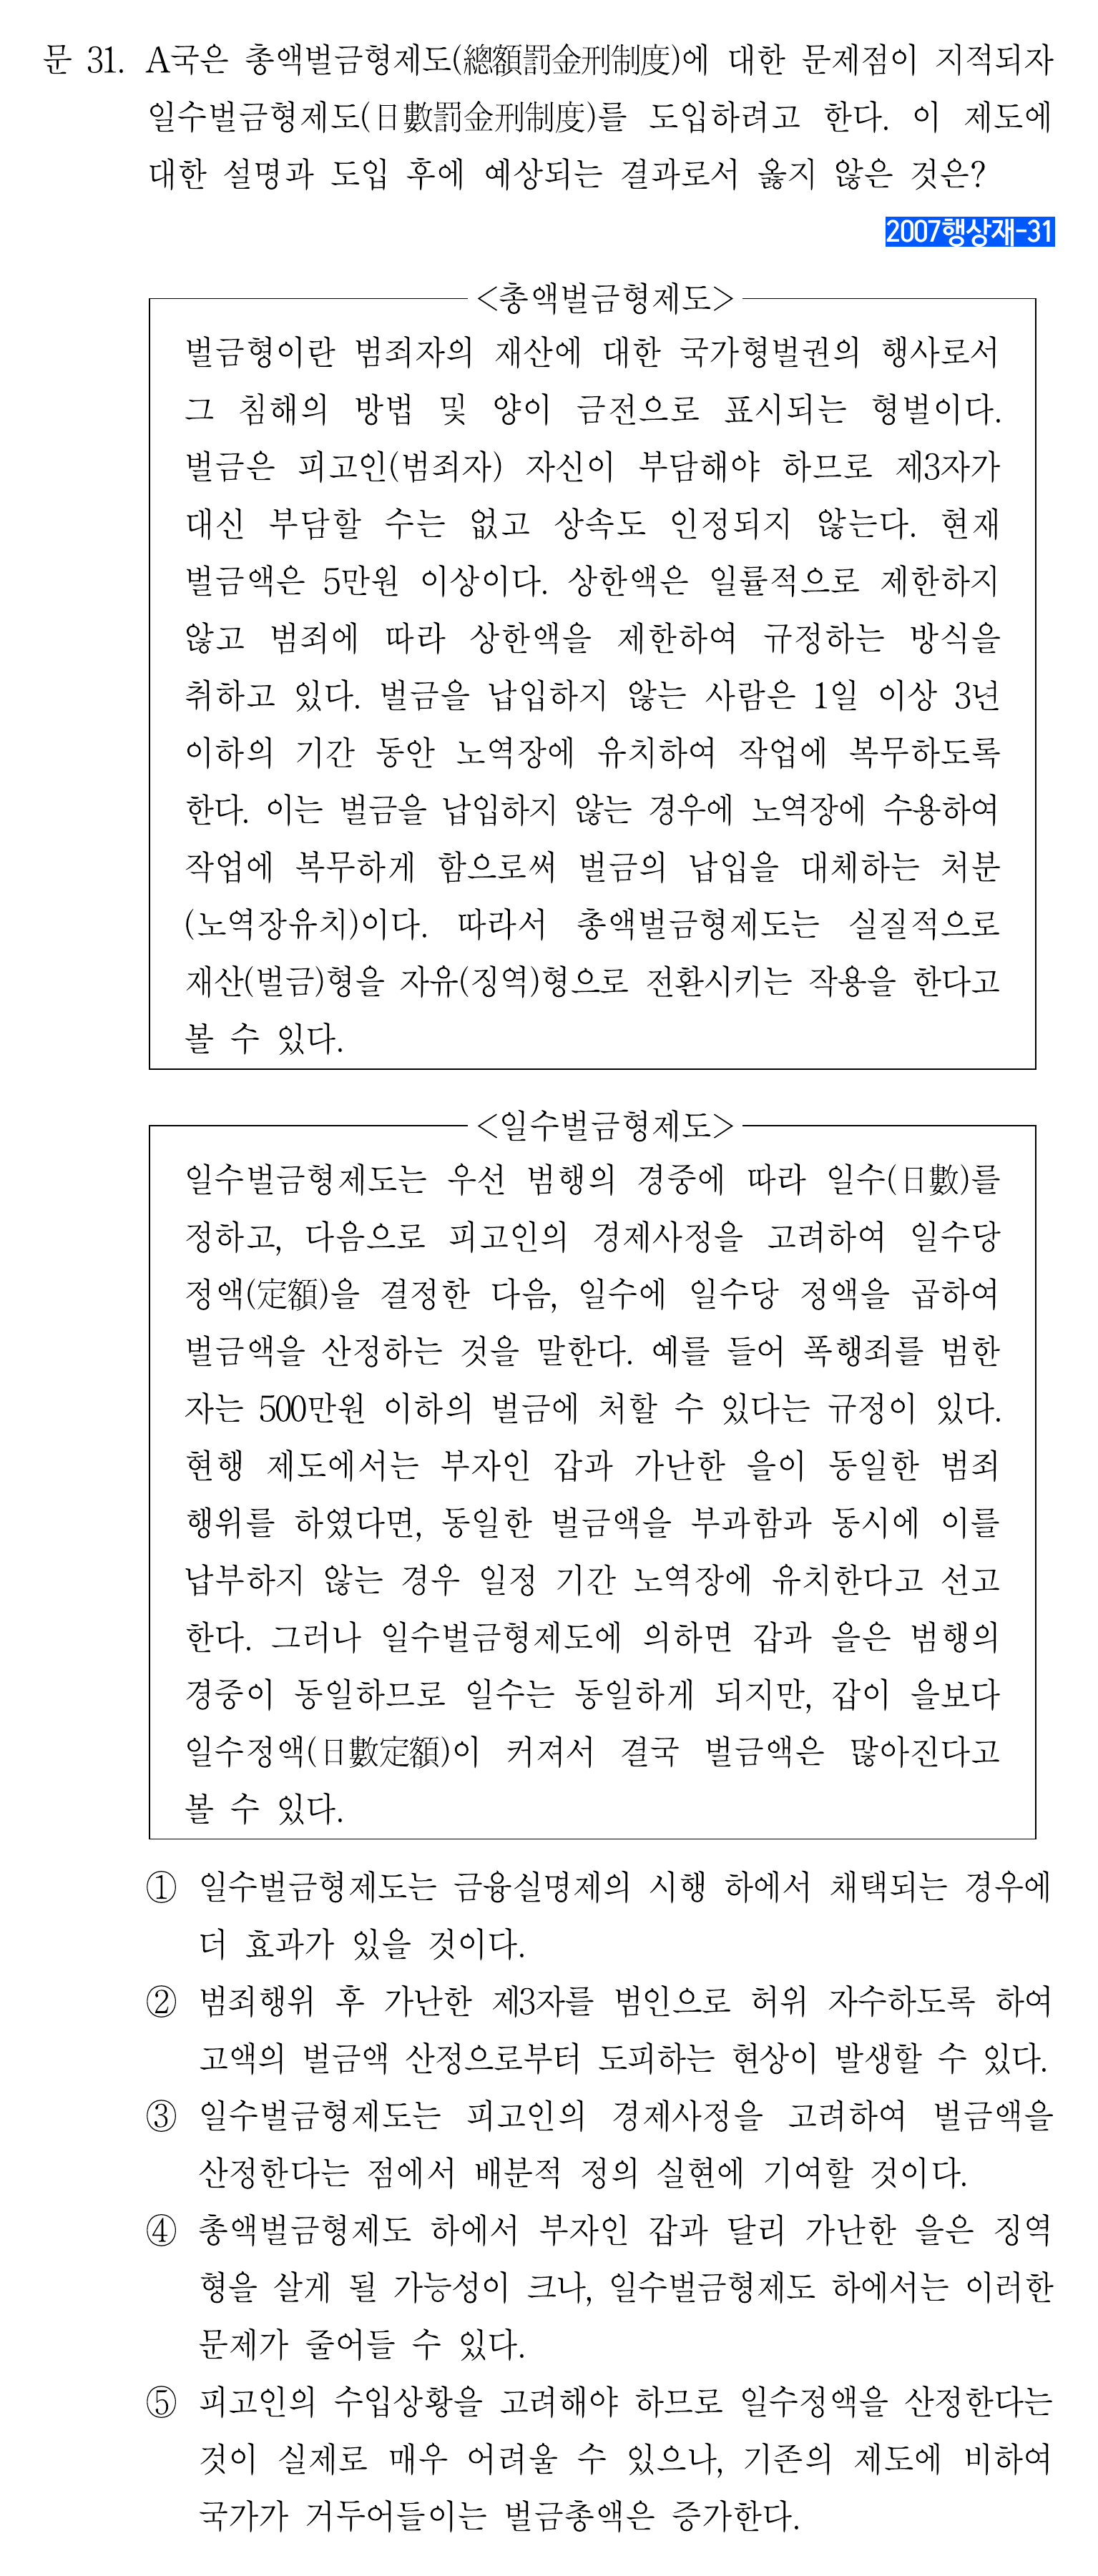 문 31. A국은 총액벌금형제도(總額罰金刑制度)에 대한 문제점이 지적되자
일수벌금형제도(日數罰金刑制度)를 도입하려고 한다. 이 제도에
대한 설명과 도입 후에 예상되는 결과로서 옳지 않은 것은?
2007행상재-31
<총액벌금형제도>
벌금형이란 범죄자의 재산에 대한 국가형벌권의 행사로서
그 침해의 방법 및 양이 금전으로 표시되는 형벌이다.
벌금은 피고인(범죄자) 자신이 부담해야 하므로 제3자가
대신 부담할 수는 없고 상속도 인정되지 않는다. 현재
벌금액은 5만원 이상이다. 상한액은 일률적으로 제한하지
않고 범죄에 따라 상한액을 제한하여 규정하는 방식을
취하고 있다. 벌금을 납입하지 않는 사람은 1일 이상 3년
이하의 기간 동안 노역장에 유치하여 작업에 복무하도록
한다. 이는 벌금을 납입하지 않는 경우에 노역장에 수용하여
작업에 복무하게 함으로써 벌금의 납입을 대체하는 처분
(노역장유치)이다. 따라서 총액벌금형제도는 실질적으로
재산(벌금)형을 자유(징역)형으로 전환시키는 작용을 한다고
볼 수 있다.
<일수벌금형제도>
일수벌금형제도는 우선 범행의 경중에 따라 일수(日數)를
정하고, 다음으로 피고인의 경제사정을 고려하여 일수당
정액(定額)을 결정한 다음, 일수에 일수당 정액을 곱하여
벌금액을 산정하는 것을 말한다. 예를 들어 폭행죄를 범한
자는 500만원 이하의 벌금에 처할 수 있다는 규정이 있다.
현행 제도에서는 부자인 갑과 가난한 을이 동일한 범죄
행위를 하였다면, 동일한 벌금액을 부과함과 동시에 이를
납부하지 않는 경우 일정 기간 노역장에 유치한다고 선고
한다. 그러나 일수벌금형제도에 의하면 갑과 을은 범행의
경중이 동일하므로 일수는 동일하게 되지만, 갑이 을보다
일수정액(日數定額)이 커져서 결국 벌금액은 많아진다고
볼 수 있다.
① 일수벌금형제도는 금융실명제의 시행 하에서 채택되는 경우에
더 효과가 있을 것이다.
② 범죄행위 후 가난한 제3자를 범인으로 허위 자수하도록 하여
고액의 벌금액 산정으로부터 도피하는 현상이 발생할 수 있다.
③ 일수벌금형제도는 피고인의 경제사정을 고려하여 벌금액을
산정한다는 점에서 배분적 정의 실현에 기여할 것이다.
④ 총액벌금형제도 하에서 부자인 갑과 달리 가난한 을은 징역
형을 살게 될 가능성이 크나, 일수벌금형제도 하에서는 이러한
문제가 줄어들 수 있다.
⑤ 피고인의 수입상황을 고려해야 하므로 일수정액을 산정한다는
것이 실제로 매우 어려울 수 있으나, 기존의 제도에 비하여
국가가 거두어들이는 벌금총액은 증가한다.